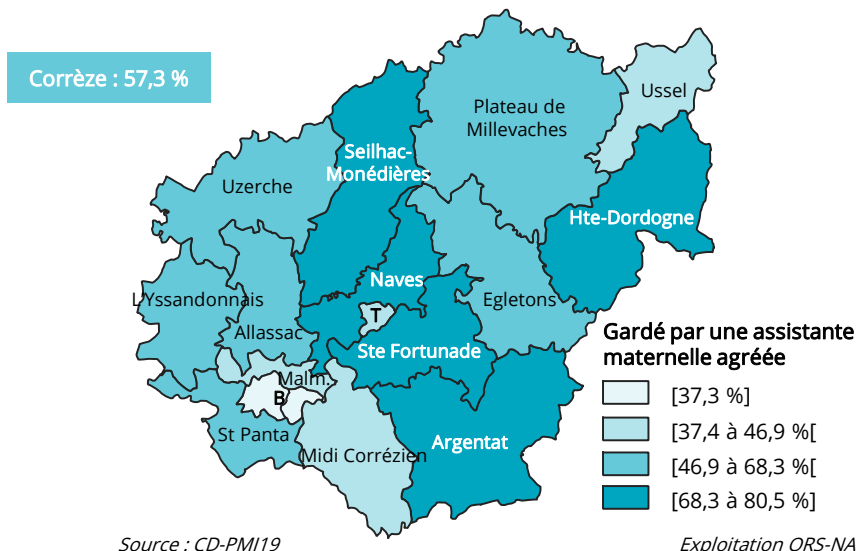 Corrèze : 57,3 %
Ussel
Plateau de
Millevaches
Seilhac-
Monédières
Uzerche
Hte-Dordogne
Naves
L'Yssandonnais
Egletons
T
Allassac
Ste Fortunade
Malm.
B
St Panta
Midi Corrézien
Argentat
Gardé par une assistante
maternelle agréée
[37,3 %]
[37,4 à 46,9 %[
[46,9 à 68,3 %[
[68,3 à 80,5 %]
Source : CD-PMI19
Exploitation ORS-NA